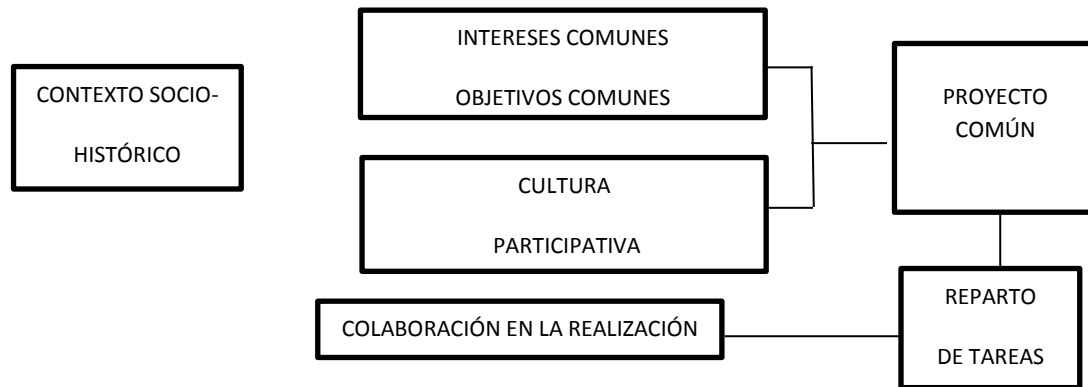 CONTEXTO SOCIO-
HISTÓRICO
INTERESES COMUNES
OBJETIVOS COMUNES
CULTURA
PARTICIPATIVA
PROYECTO
COMÚN
REPARTO
DE TAREAS
COLABORACIÓN EN LA REALIZACIÓN